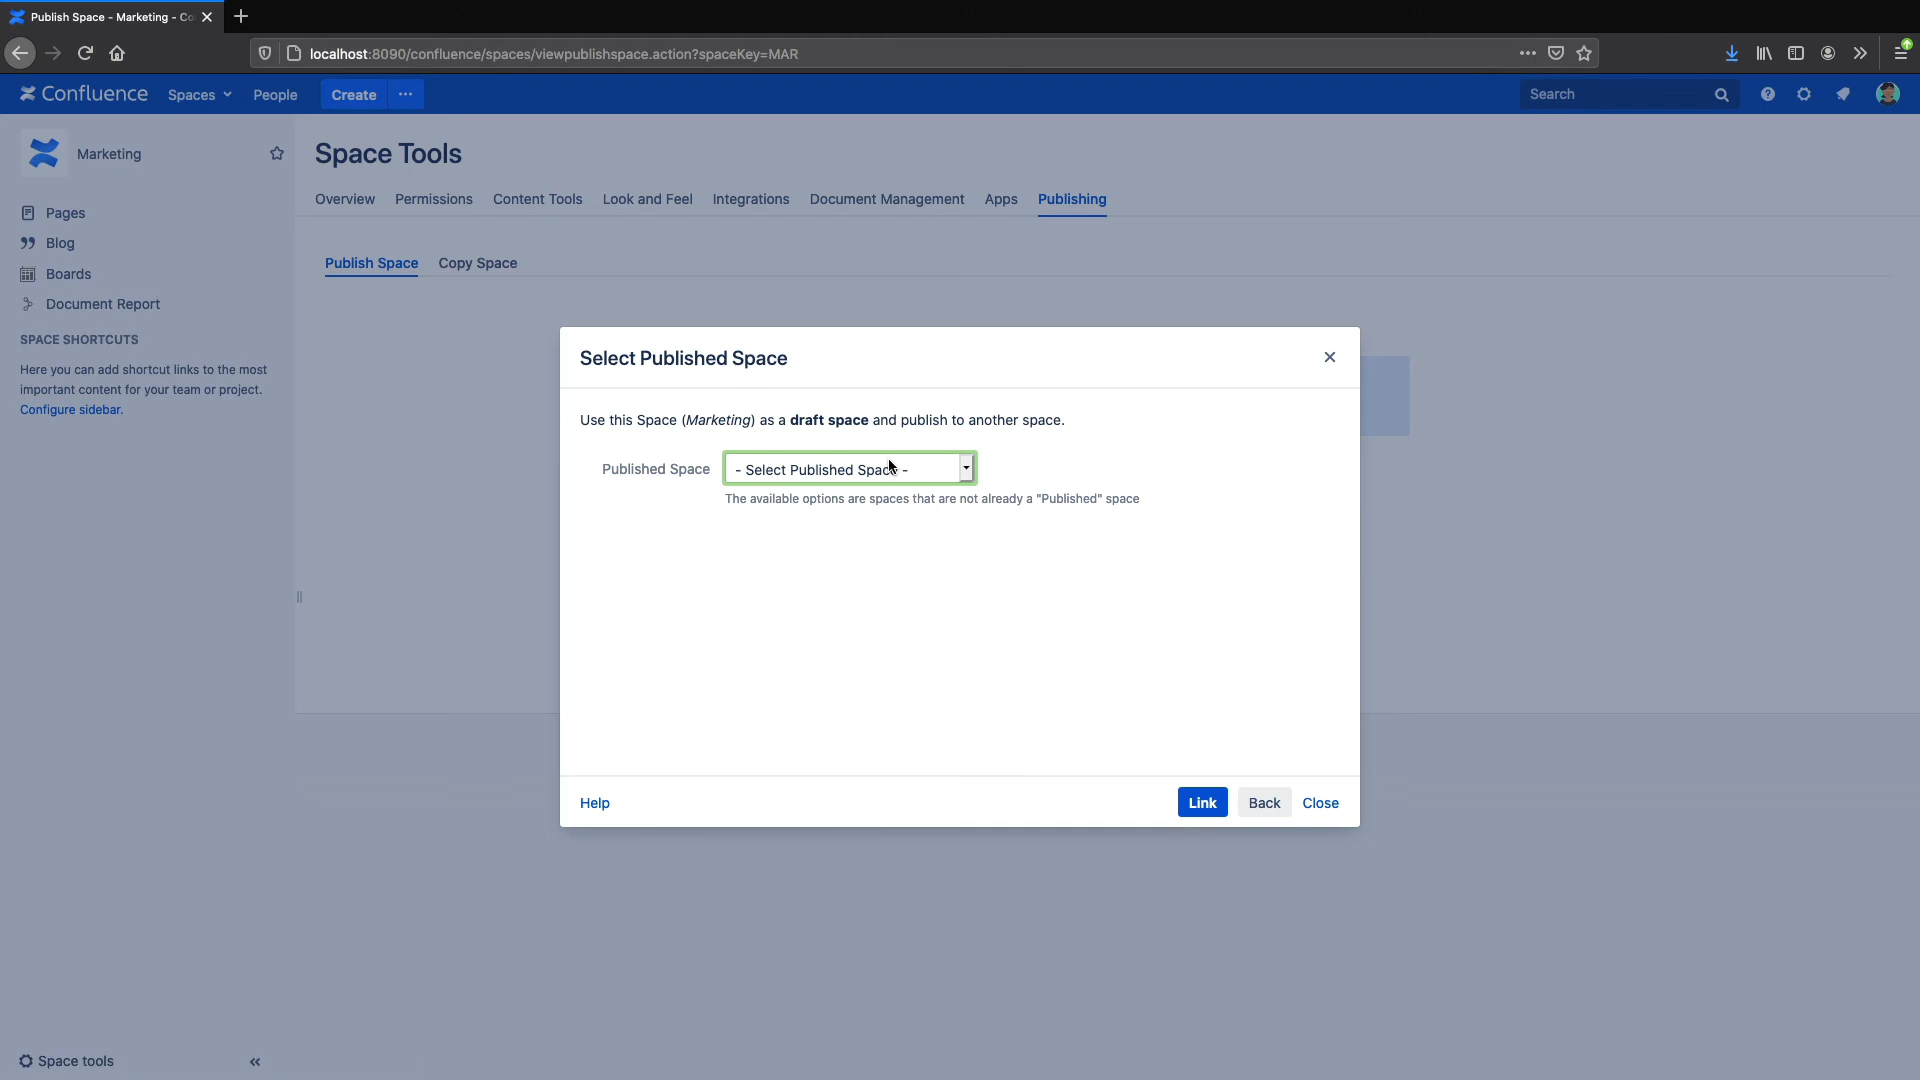 Publish Space - Marketing - Co
localhost:8090/confluence/spaces/viewpublishspace.action?spaceKey=MAR
Confluence Spaces People Create Search
Marketing
Pages
Blog
Boards
Document Report
SPACE SHORTCUTS
Here you can add shortcut links to the most
important content for your team or project.
Configure sidebar.
Space tools
Space Tools
Overview Permissions Content Tools Look and Feel Integrations Document Management Apps Publishing
Publish Space Copy Space
Select Published Space
Use this Space (Marketing) as a draft space and publish to another space.
Published Space - Select Published Space -
The available options are spaces that are not already a "Published" space
Help Link Back Close